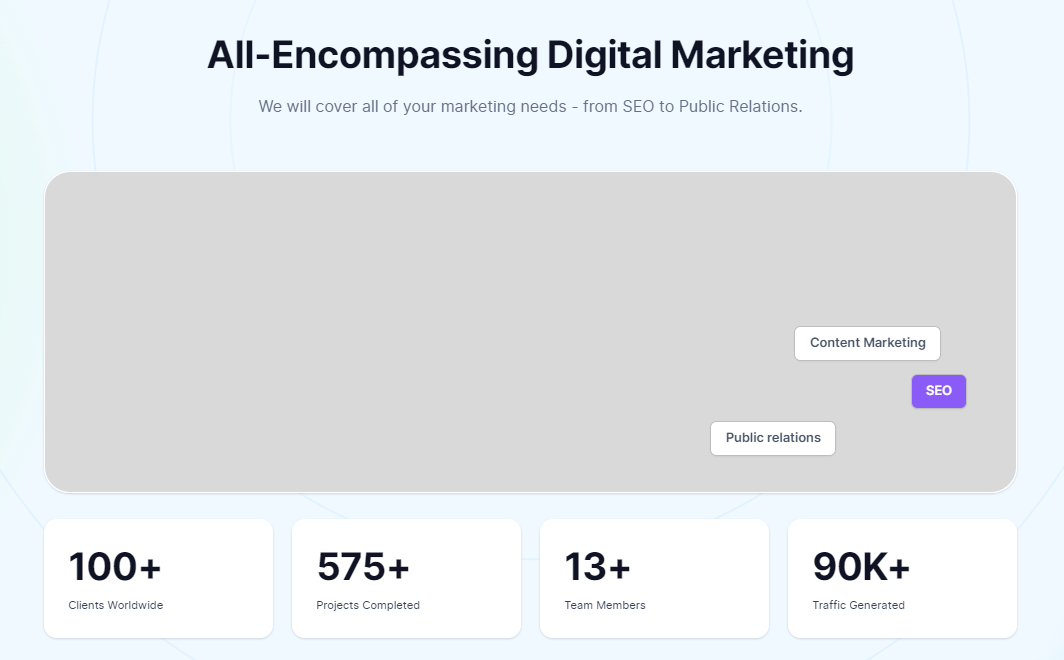 All-Encompassing Digital Marketing
We will cover all of your marketing needs - from SEO to Public Relations.
Content Marketing
SEO
Public relations
100+
Clients Worldwide
575+
Projects Completed
13+
Team Members
90K+
Traffic Generated